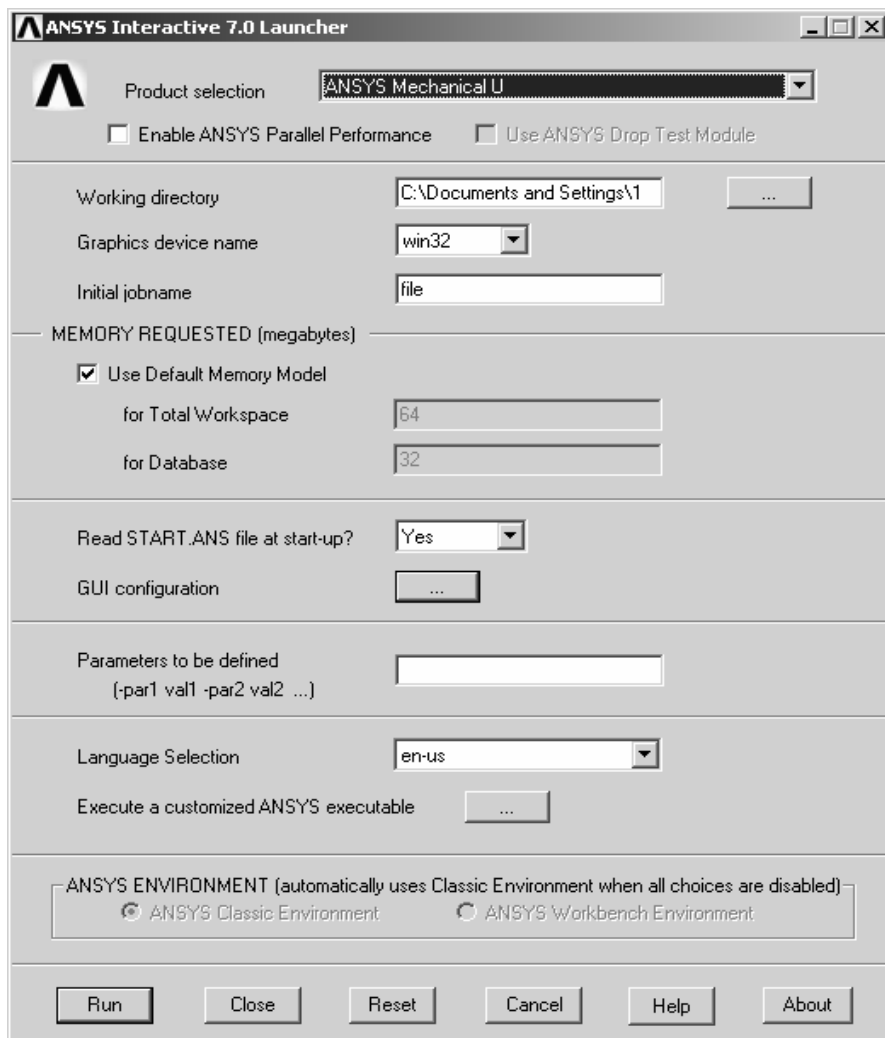 ANSYS Interactive 7.0 Launcher
Product selection ANSYS Mechanical U
Enable ANSYS Parallel Performance Use ANSYS Drop Test Module
Working directory C:\Documents and Settings\1 ...
Graphics device name win32
Initial jobname file
MEMORY REQUESTED (megabytes)
Use Default Memory Model
for Total Workspace 64
for Database 32
Read START.ANS file at start-up? Yes
GUI configuration ...
Parameters to be defined
(-par1 val1 -par2 val2 ...)
Language Selection en-us
Execute a customized ANSYS executable ...
ANSYS ENVIRONMENT (automatically uses Classic Environment when all choices are disabled)
ANSYS Classic Environment ANSYS Workbench Environment
Run Close Reset Cancel Help About